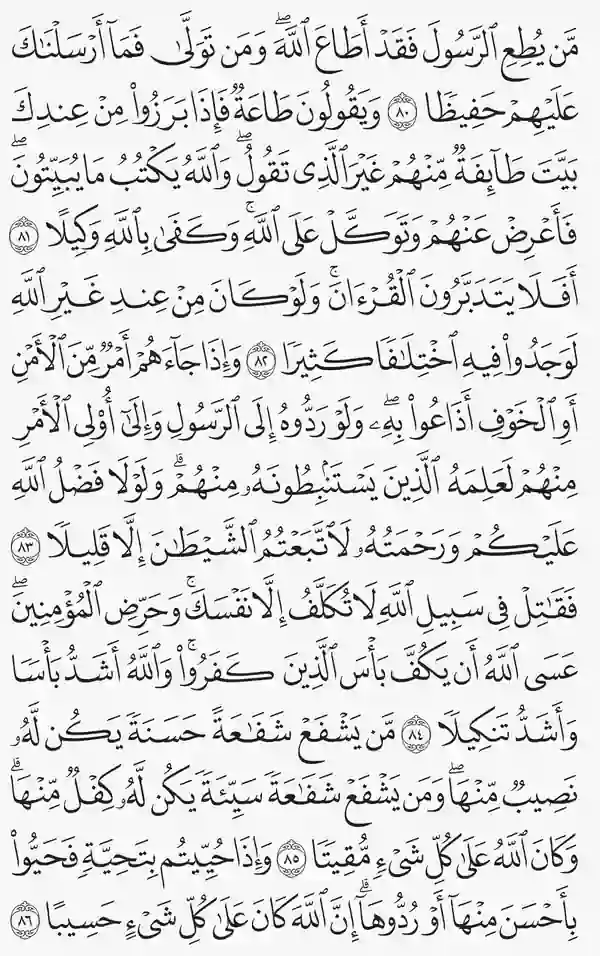 مَّن يُطِعِ ٱلرَّسُولَ فَقَدۡ أَطَاعَ ٱللَّهَۖ وَمَن تَوَلَّىٰ فَمَآ أَرۡسَلۡنَٰكَ
عَلَيۡهِمۡ حَفِيظٗا ٨٠ وَيَقُولُونَ طَاعَةٞ فَإِذَا بَرَزُواْ مِنۡ عِندِكَ
بَيَّتَ طَآئِفَةٞ مِّنۡهُمۡ غَيۡرَ ٱلَّذِي تَقُولُۖ وَٱللَّهُ يَكۡتُبُ مَا يُبَيِّتُونَۖ
فَأَعۡرِضۡ عَنۡهُمۡ وَتَوَكَّلۡ عَلَى ٱللَّهِۚ وَكَفَىٰ بِٱللَّهِ وَكِيلًا ٨١
أَفَلَا يَتَدَبَّرُونَ ٱلۡقُرۡءَانَۚ وَلَوۡ كَانَ مِنۡ عِندِ غَيۡرِ ٱللَّهِ
لَوَجَدُواْ فِيهِ ٱخۡتِلَٰفٗا كَثِيرٗا ٨٢ وَإِذَا جَآءَهُمۡ أَمۡرٞ مِّنَ ٱلۡأَمۡنِ
أَوِ ٱلۡخَوۡفِ أَذَاعُواْ بِهِۦۖ وَلَوۡ رَدُّوهُ إِلَى ٱلرَّسُولِ وَإِلَىٰٓ أُوْلِي ٱلۡأَمۡرِ
مِنۡهُمۡ لَعَلِمَهُ ٱلَّذِينَ يَسۡتَنۢبِطُونَهُۥ مِنۡهُمۡۗ وَلَوۡلَا فَضۡلُ ٱللَّهِ
عَلَيۡكُمۡ وَرَحۡمَتُهُۥ لَٱتَّبَعۡتُمُ ٱلشَّيۡطَٰنَ إِلَّا قَلِيلٗا ٨٣
فَقَٰتِلۡ فِي سَبِيلِ ٱللَّهِ لَا تُكَلَّفُ إِلَّا نَفۡسَكَۚ وَحَرِّضِ ٱلۡمُؤۡمِنِينَۖ
عَسَى ٱللَّهُ أَن يَكُفَّ بَأۡسَ ٱلَّذِينَ كَفَرُواْۚ وَٱللَّهُ أَشَدُّ بَأۡسٗا
وَأَشَدُّ تَنكِيلٗا ٨٤ مَّن يَشۡفَعۡ شَفَٰعَةً حَسَنَةٗ يَكُن لَّهُۥ
نَصِيبٞ مِّنۡهَاۖ وَمَن يَشۡفَعۡ شَفَٰعَةٗ سَيِّئَةٗ يَكُن لَّهُۥ كِفۡلٞ مِّنۡهَاۗ
وَكَانَ ٱللَّهُ عَلَىٰ كُلِّ شَيۡءٖ مُّقِيتٗا ٨٥ وَإِذَا حُيِّيتُم بِتَحِيَّةٖ فَحَيُّواْ
بِأَحۡسَنَ مِنۡهَآ أَوۡ رُدُّوهَآۗ إِنَّ ٱللَّهَ كَانَ عَلَىٰ كُلِّ شَيۡءٍ حَسِيبًا ٨٦